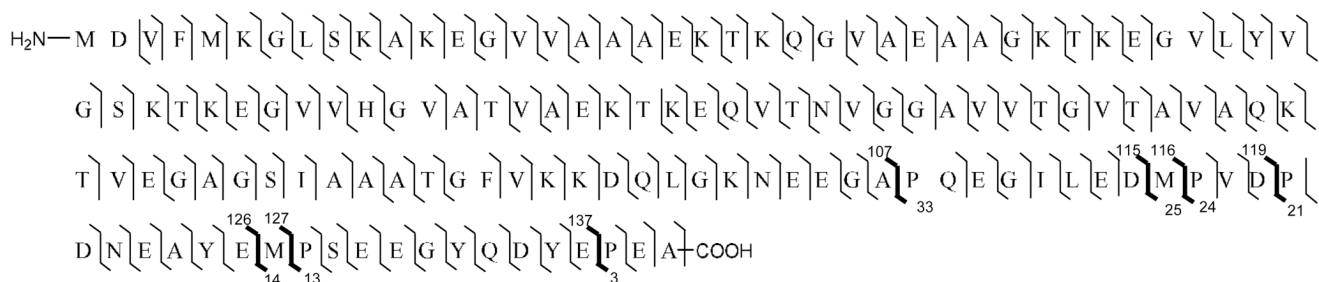 H₂N M D V F M K G L S K A K E G V V A A A E K T K Q G V A E A A G K T K E G V L Y V
G S K T K E G V V H G V A T V A E K T K E Q V T N V G G A V V T G V T A V A Q K
107 115 116 119
T V E G A G S I A A A T G F V K K D Q L G K N E E G A P Q E G I L E D M P V D P
33 25 24 21
126 127 137
D N E A Y E M P S E E G Y Q D Y E P E A COOH
14 13 3